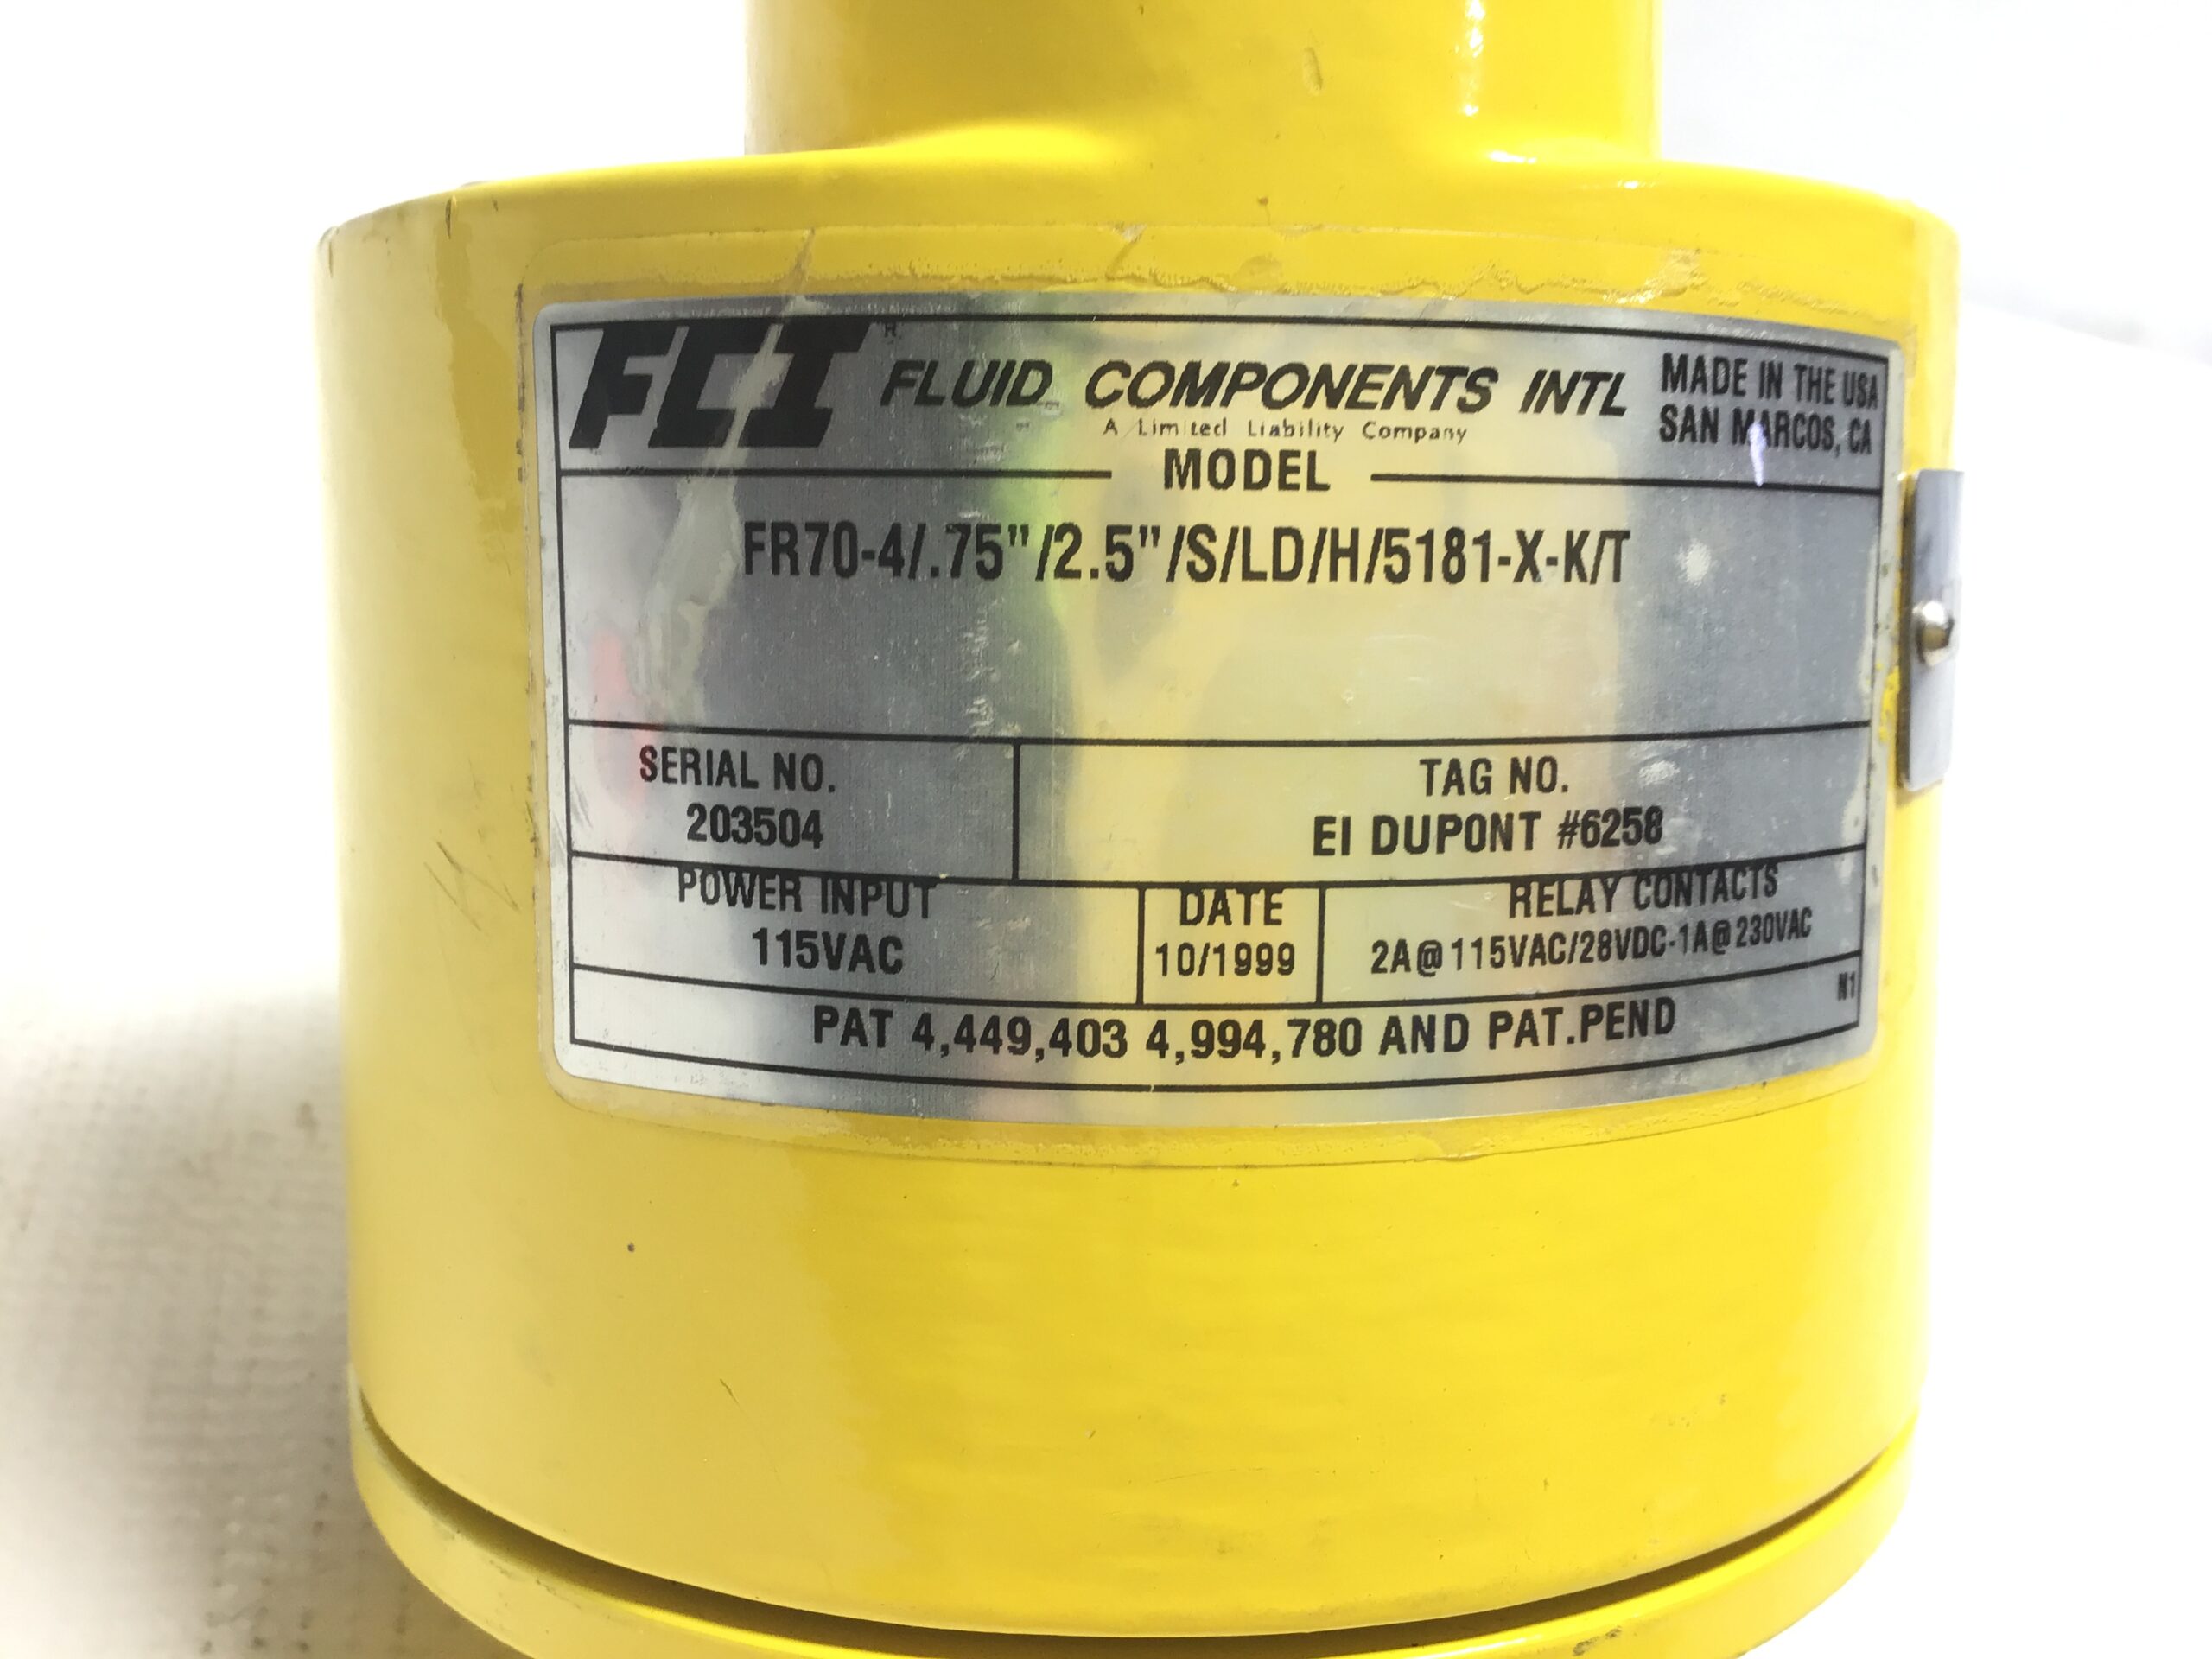 FCI ® FLUID COMPONENTS INTL
A Limited Liability Company
MADE IN THE USA
SAN MARCOS, CA
MODEL
FR70-4/.75"/2.5"/S/LD/H/5181-X-K/T
SERIAL NO.
203504
TAG NO.
EI DUPONT #6258
POWER INPUT
115VAC
DATE
10/1999
RELAY CONTACTS
2A@115VAC/28VDC-1A@230VAC
N1
PAT 4,449,403 4,994,780 AND PAT.PEND